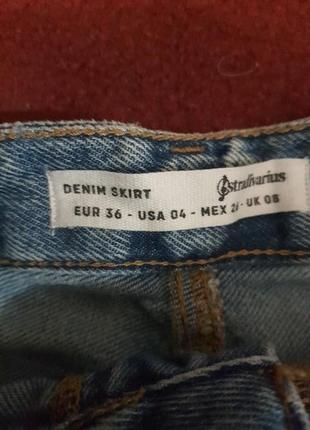 DENIM SKIRT stradivarius
EUR 36 - USA 04 - MEX - UK 08